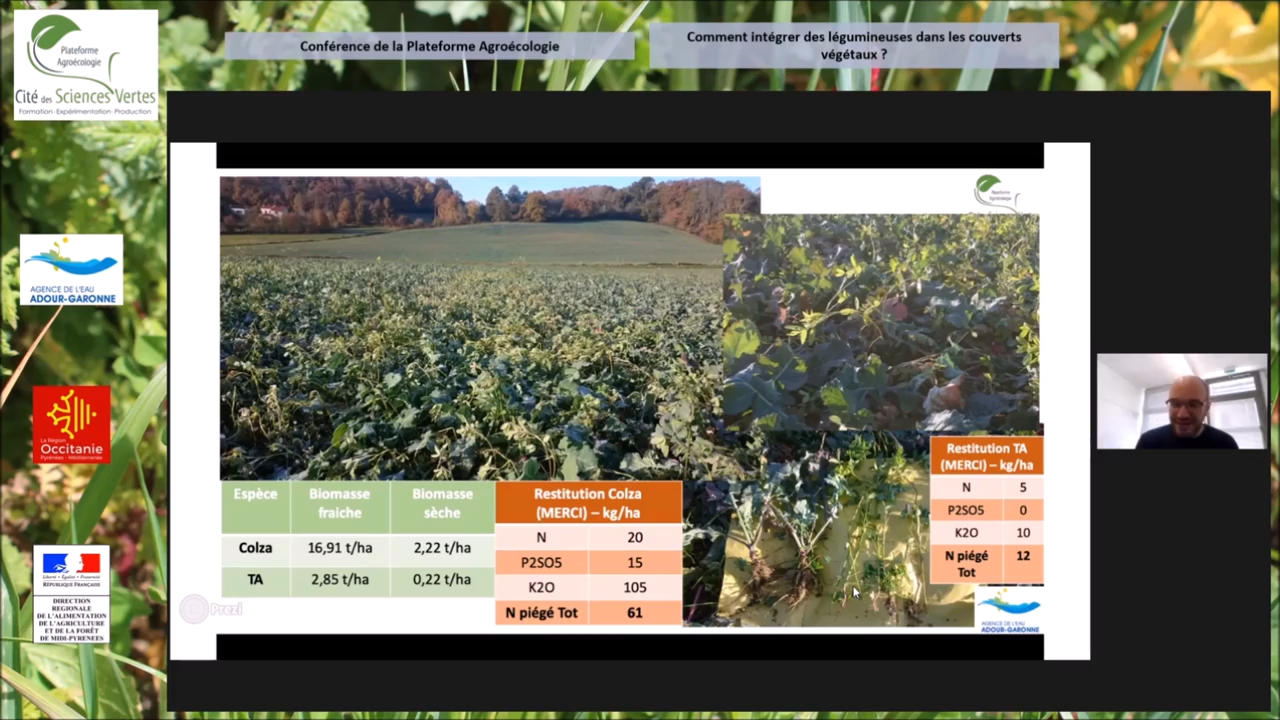 Plateforme
Agroécologie
Cité des Sciences Vertes
Formation - Expérimentation - Production
Conférence de la Plateforme Agroécologie
Comment intégrer des légumineuses dans les couverts
végétaux ?
AGENCE DE L'EAU
ADOUR-GARONNE
La Région
Occitanie
Pyrénées - Méditerranée
Liberté • Égalité • Fraternité
RÉPUBLIQUE FRANÇAISE
DIRECTION
REGIONALE
DE L'ALIMENTATION
DE L'AGRICULTURE
ET DE LA FORÊT
DE MIDI-PYRENEES
Plateforme
Agroécologie
Espèce Biomasse fraiche Biomasse sèche
Colza 16,91 t/ha 2,22 t/ha
TA 2,85 t/ha 0,22 t/ha
Prezi
Restitution Colza
(MERCI) – kg/ha
N 20
P2SO5 15
K2O 105
N piégé Tot 61
Restitution TA
(MERCI) – kg/ha
N 5
P2SO5 0
K2O 10
N piégé Tot 12
AGENCE DE L'EAU
ADOUR-GARONNE